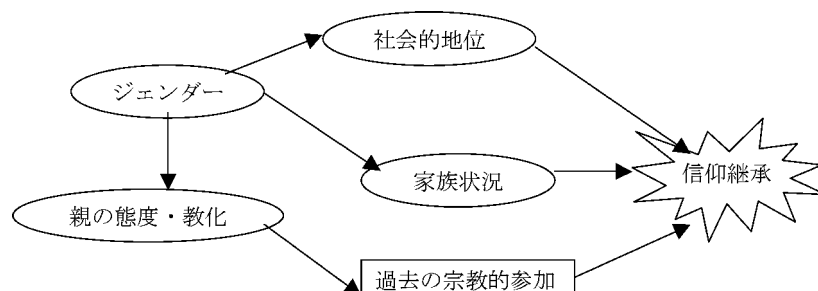 社会的地位
ジェンダー
信仰継承
家族状況
親の態度・教化
過去の宗教的参加